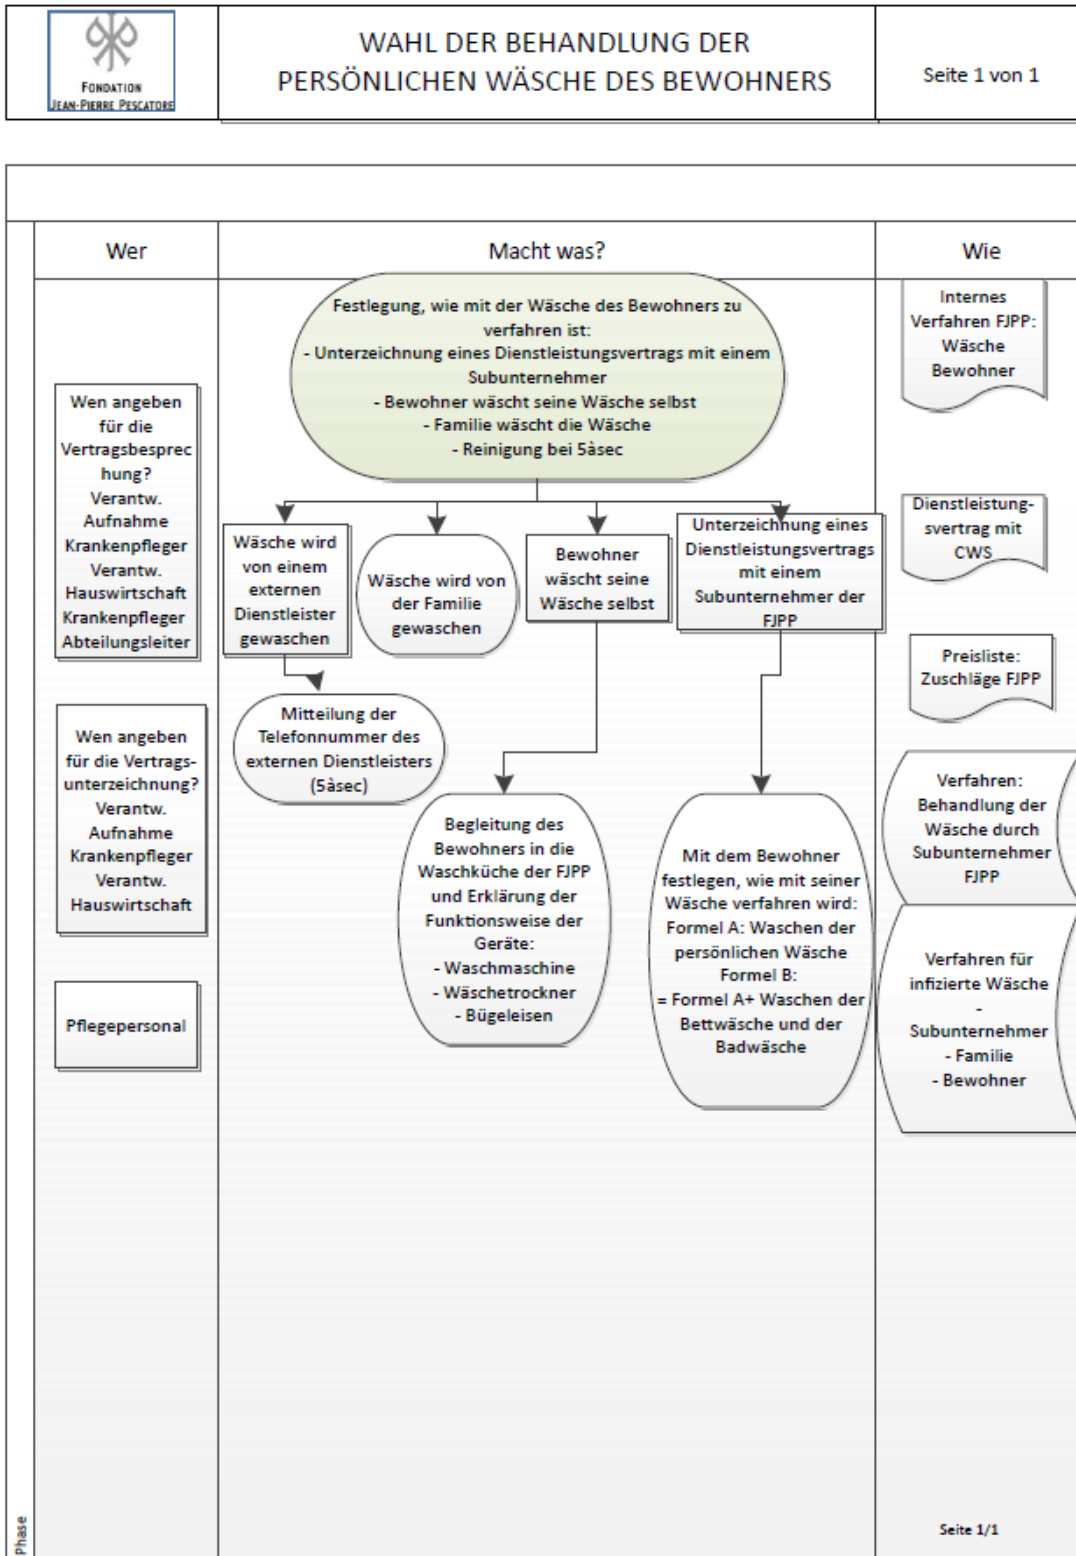 FONDATION
JEAN-PIERRE PESCATORE
WAHL DER BEHANDLUNG DER
PERSÖNLICHEN WÄSCHE DES BEWOHNERS
Seite 1 von 1
Wer
Macht was?
Wie
Wen angeben
für die
Vertragsbesprec
hung?
Verantw.
Aufnahme
Krankenpfleger
Verantw.
Hauswirtschaft
Krankenpfleger
Abteilungsleiter
Wen angeben
für die Vertrags-
unterzeichnung?
Verantw.
Aufnahme
Krankenpfleger
Verantw.
Hauswirtschaft
Pflegepersonal
Festlegung, wie mit der Wäsche des Bewohners zu
verfahren ist:
- Unterzeichnung eines Dienstleistungsvertrags mit einem
Subunternehmer
- Bewohner wäscht seine Wäsche selbst
- Familie wäscht die Wäsche
- Reinigung bei 5àsec
Wäsche wird
von einem
externen
Dienstleister
gewaschen
Wäsche wird von
der Familie
gewaschen
Bewohner
wäscht seine
Wäsche selbst
Unterzeichnung eines
Dienstleistungsvertrags
mit einem
Subunternehmer der
FJPP
Mitteilung der
Telefonnummer des
externen Dienstleisters
(5àsec)
Begleitung des
Bewohners in die
Waschküche der FJPP
und Erklärung der
Funktionsweise der
Geräte:
- Waschmaschine
- Wäschetrockner
- Bügeleisen
Mit dem Bewohner
festlegen, wie mit seiner
Wäsche verfahren wird:
Formel A: Waschen der
persönlichen Wäsche
Formel B:
= Formel A+ Waschen der
Bettwäsche und der
Badwäsche
Internes
Verfahren FJPP:
Wäsche
Bewohner
Dienstleistung-
svertrag mit
CWS
Preisliste:
Zuschläge FJPP
Verfahren:
Behandlung der
Wäsche durch
Subunternehmer
FJPP
Verfahren für
infizierte Wäsche
-
Subunternehmer
- Familie
- Bewohner
Phase
Seite 1/1